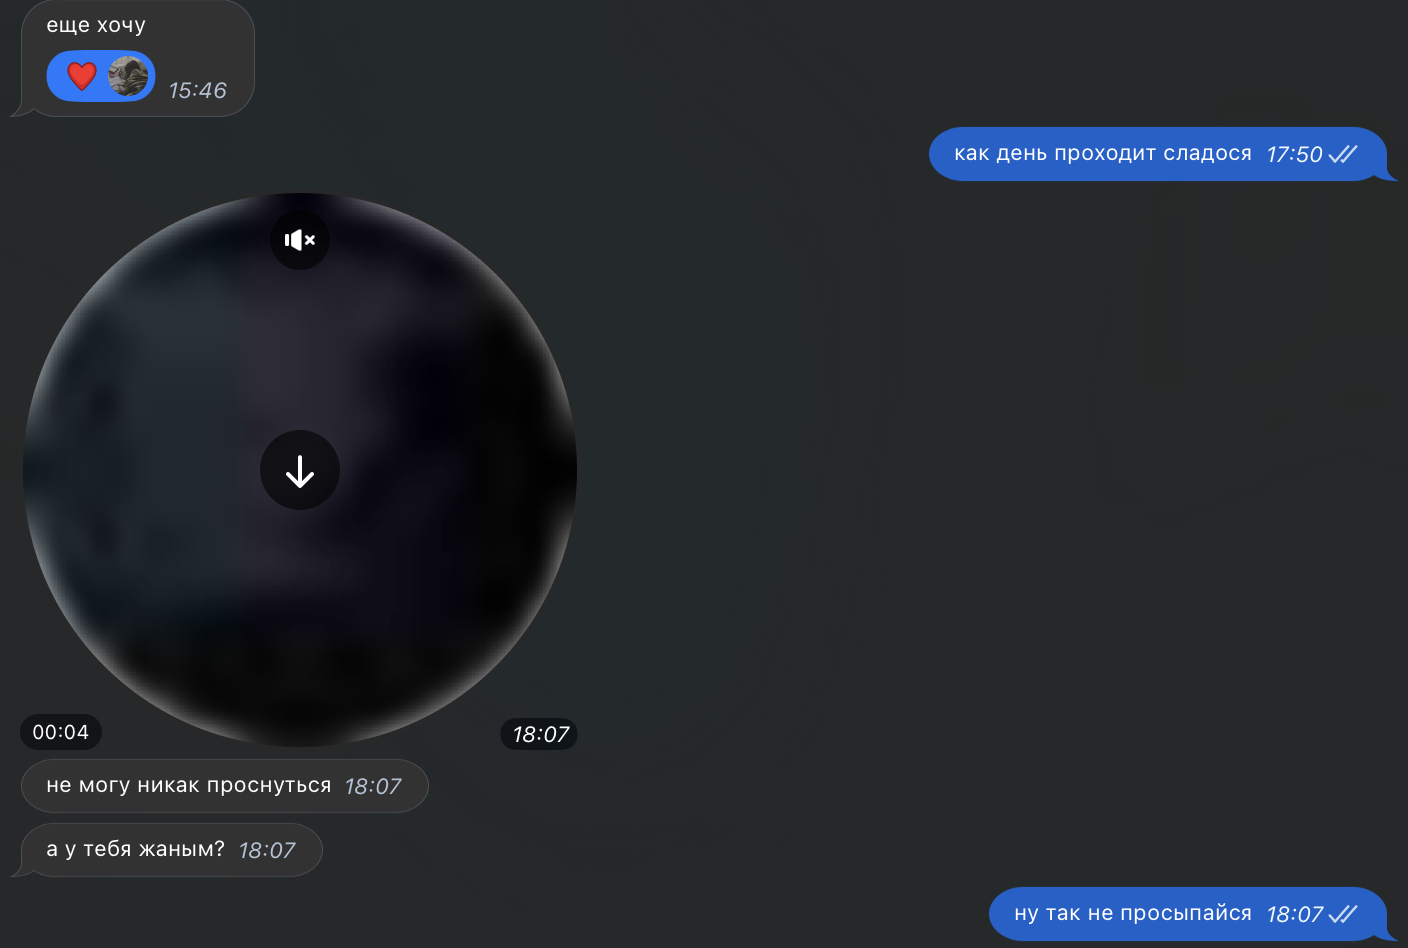 еще хочу
❤️ 15:46
как день проходит сладося 17:50
00:04
18:07
не могу никак проснуться 18:07
а у тебя жаным? 18:07
ну так не просыпайся 18:07